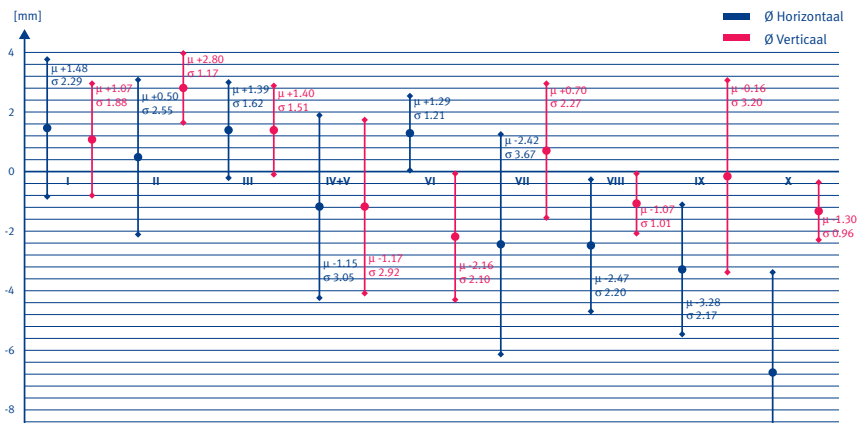 [mm]
Ø Horizontaal
Ø Verticaal
4
2
0
-2
-4
-6
-8
μ +1.48
σ 2.29
μ +1.07
σ 1.88
I
μ +0.50
σ 2.55
μ +2.80
σ 1.17
II
μ +1.39
σ 1.62
μ +1.40
σ 1.51
III
μ -1.15
σ 3.05
μ -1.17
σ 2.92
IV+V
μ +1.29
σ 1.21
μ -2.16
σ 2.10
VI
μ -2.42
σ 3.67
μ +0.70
σ 2.27
VII
μ -2.47
σ 2.20
μ -1.07
σ 1.01
VIII
μ -3.28
σ 2.17
μ -0.16
σ 3.20
IX
μ -1.30
σ 0.96
X